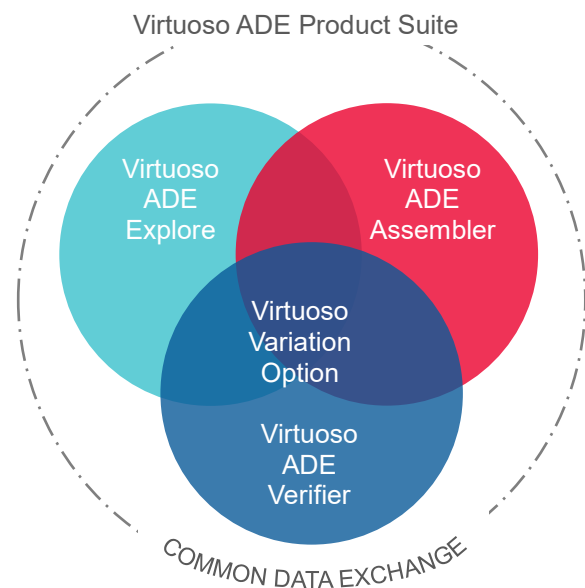 Virtuoso ADE Product Suite
Virtuoso
ADE
Explore
Virtuoso
ADE
Assembler
Virtuoso
Variation
Option
Virtuoso
ADE
Verifier
COMMON DATA EXCHANGE